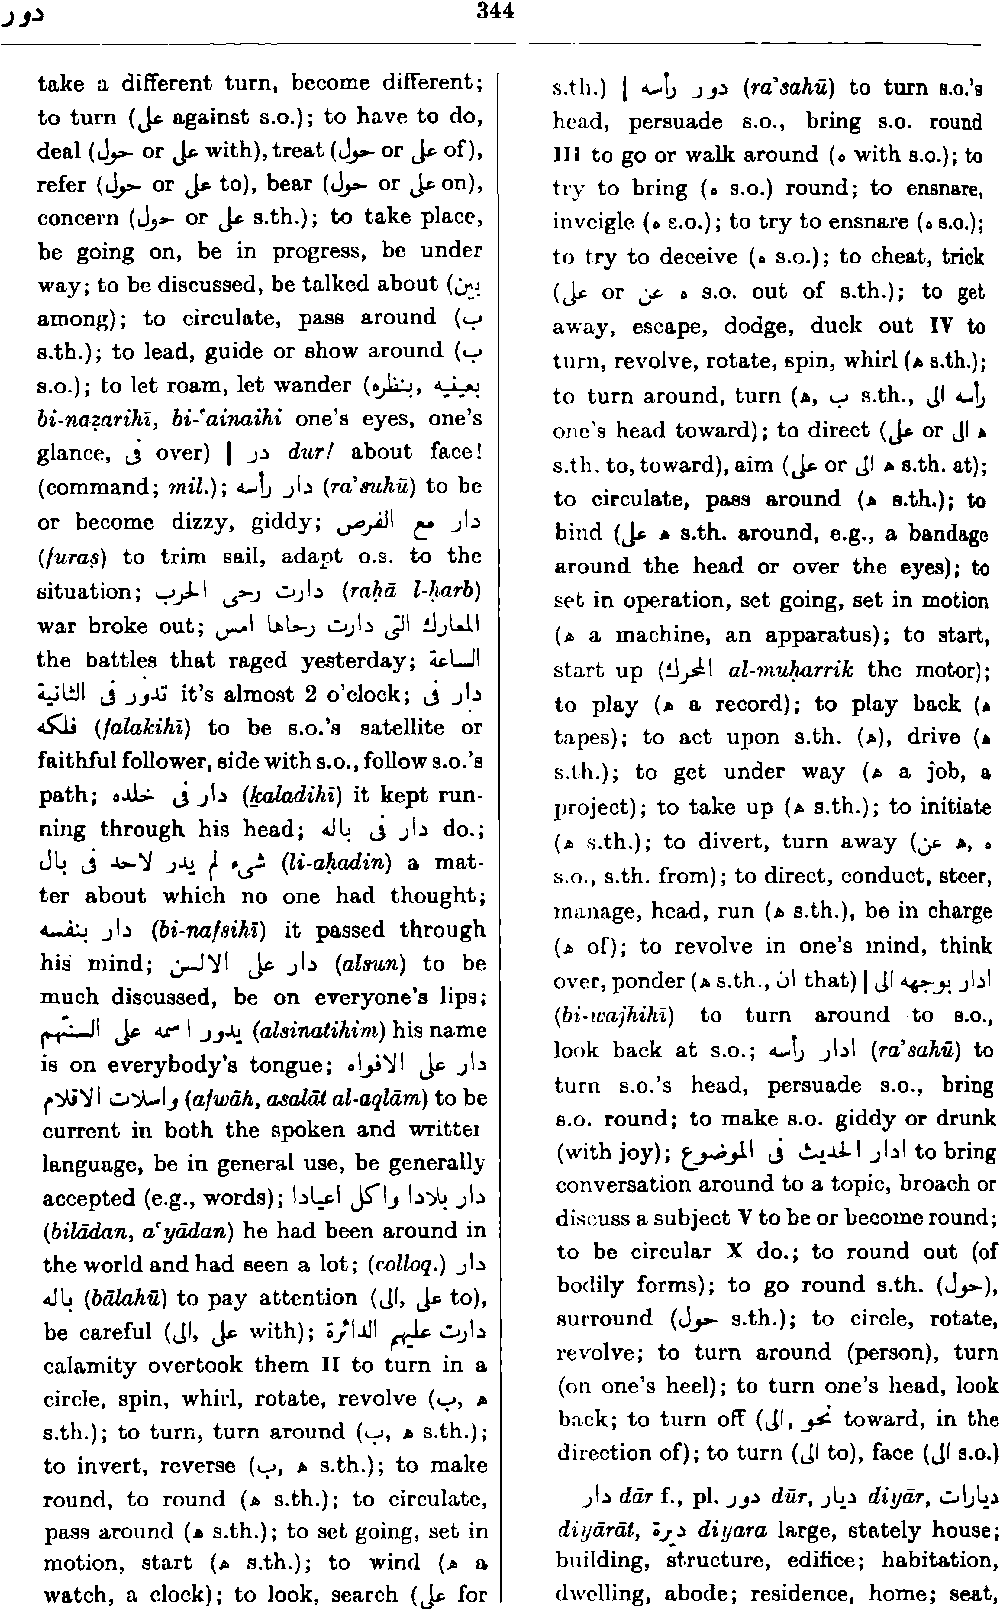 دور
344
take a different turn, become different;
to turn (على against s.o.); to have to do,
deal (حول or على with), treat (حول or على of),
refer (حول or على to), bear (حول or على on),
concern (حول or على s.th.); to take place,
be going on, be in progress, be under
way; to be discussed, be talked about (بين
among); to circulate, pass around (ب
s.th.); to lead, guide or show around (ب
s.o.); to let roam, let wander (بنظره, بعينيه
bi-naẓarihī, bi-ʿainaihi one's eyes, one's
glance, فى over) | در dur! about face!
(command; mil.); دار رأسه (ra'suhū) to be
or become dizzy, giddy; دار مع الفرص
(furaṣ) to trim sail, adapt o.s. to the
situation; دارت رحى الحرب (raḥā l-ḥarb)
war broke out; المعارك التى دارت رحاها امس
the battles that raged yesterday; الساعة
تدور فى الثانية it's almost 2 o'clock; دار فى
فلكه (falakihī) to be s.o.'s satellite or
faithful follower, side with s.o., follow s.o.'s
path; دار فى خلده (ḵaladihī) it kept run-
ning through his head; دار فى باله do.;
شىء لم يدر لاحد فى بال (li-aḥadin) a mat-
ter about which no one had thought;
دار بنفسه (bi-nafsihī) it passed through
his mind; دار على الالسن (alsun) to be
much discussed, be on everyone's lips;
يدور اسمه على السنتهم (alsinatihim) his name
is on everybody's tongue; دار على الافواه
واسلات الاقلام (afwāh, asalāt al-aqlām) to be
current in both the spoken and writter
language, be in general use, be generally
accepted (e.g., words); دار بلادا واكل اعيادا
(bilādan, aʿyādan) he had been around in
the world and had seen a lot; (colloq.) دار
باله (bālahū) to pay attention (الى, على to),
be careful (الى, على with); دارت عليهم الدائرة
calamity overtook them II to turn in a
circle, spin, whirl, rotate, revolve (ب, ه
s.th.); to turn, turn around (ب, ه s.th.);
to invert, reverse (ب, ه s.th.); to make
round, to round (ه s.th.); to circulate,
pass around (ه s.th.); to set going, set in
motion, start (ه s.th.); to wind (ه a
watch, a clock); to look, search (على for
s.th.) | دور رأسه (ra'sahū) to turn s.o.'s
head, persuade s.o., bring s.o. round
III to go or walk around (ه with s.o.); to
try to bring (ه s.o.) round; to ensnare,
inveigle (ه s.o.); to try to ensnare (ه s.o.);
to try to deceive (ه s.o.); to cheat, trick
(على or عن ه s.o. out of s.th.); to get
away, escape, dodge, duck out IV to
turn, revolve, rotate, spin, whirl (ه s.th.);
to turn around, turn (ه, ب s.th., رأسه الى
one's head toward); to direct (على or الى ه
s.th. to, toward), aim (على or الى ه s.th. at);
to circulate, pass around (ه s.th.); to
bind (على ه s.th. around, e.g., a bandage
around the head or over the eyes); to
set in operation, set going, set in motion
(ه a machine, an apparatus); to start,
start up (المحرك al-muḥarrik the motor);
to play (ه a record); to play back (ه
tapes); to act upon s.th. (ه), drive (ه
s.th.); to get under way (ه a job, a
project); to take up (ه s.th.); to initiate
(ه s.th.); to divert, turn away (عن ه, ه
s.o., s.th. from); to direct, conduct, steer,
manage, head, run (ه s.th.), be in charge
(ه of); to revolve in one's mind, think
over, ponder (ه s.th., ان that) | ادار بوجهه الى
(bi-wajhihī) to turn around to s.o.,
look back at s.o.; ادار رأسه (ra'sahū) to
turn s.o.'s head, persuade s.o., bring
s.o. round; to make s.o. giddy or drunk
(with joy); ادار الحديث فى الموضوع to bring
conversation around to a topic, broach or
discuss a subject V to be or become round;
to be circular X do.; to round out (of
bodily forms); to go round s.th. (حول),
surround (حول s.th.); to circle, rotate,
revolve; to turn around (person), turn
(on one's heel); to turn one's head, look
back; to turn off (الى, نحو toward, in the
direction of); to turn (الى to), face (الى s.o.)
دار dār f., pl. دور dūr, ديار diyār, ديارات
diyārāt, ديرة diyara large, stately house;
building, structure, edifice; habitation,
dwelling, abode; residence, home; seat,